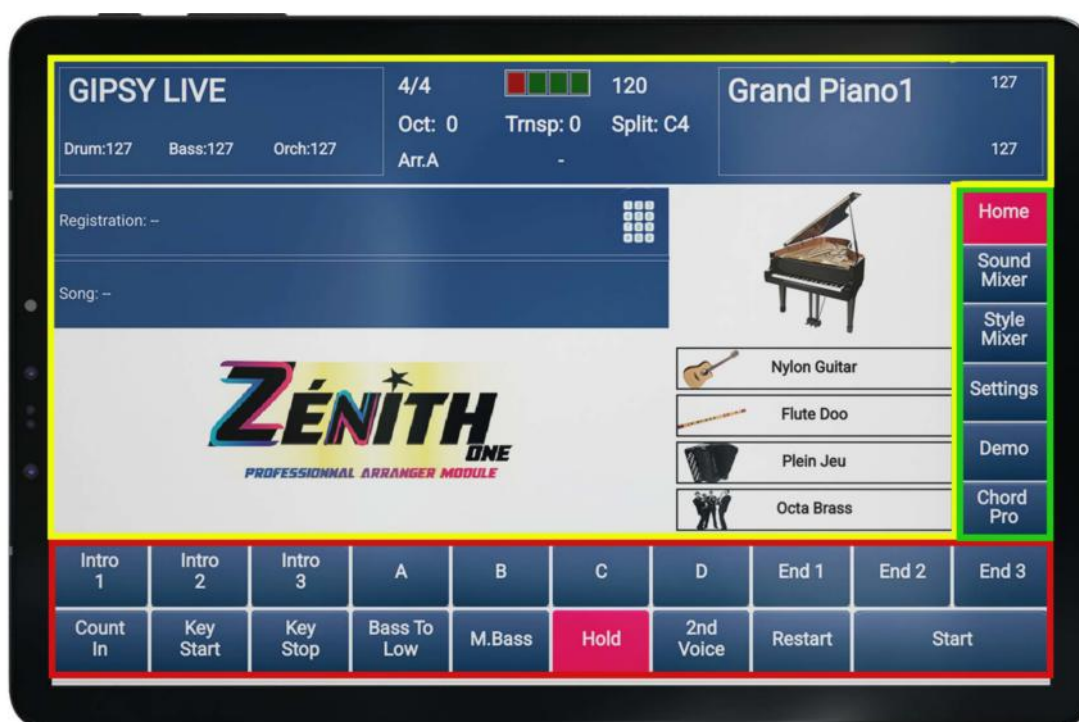 GIPSY LIVE
Drum:127 Bass:127 Orch:127
4/4 120
Oct: 0 Trnsp: 0 Split: C4
Arr.A -
Grand Piano1 127
127
Registration: --
Song: --
ZÉNITH
ONE
PROFESSIONNAL ARRANGER MODULE
Nylon Guitar
Flute Doo
Plein Jeu
Octa Brass
Home
Sound
Mixer
Style
Mixer
Settings
Demo
Chord
Pro
Intro
1
Intro
2
Intro
3
A
B
C
D
End 1
End 2
End 3
Count
In
Key
Start
Key
Stop
Bass To
Low
M.Bass
Hold
2nd
Voice
Restart
Start